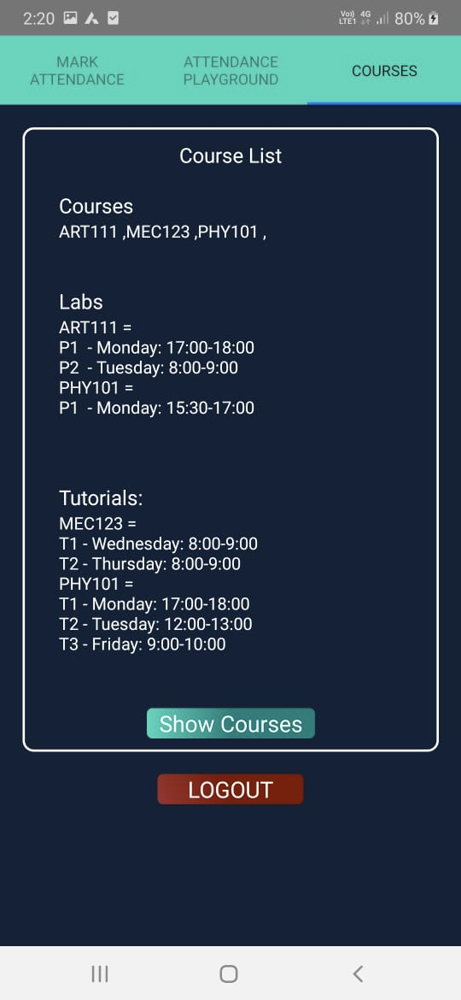 2:20 Vo) 4G LTE1 80%
MARK
ATTENDANCE
ATTENDANCE
PLAYGROUND
COURSES
Course List
Courses
ART111 ,MEC123 ,PHY101 ,
Labs
ART111 =
P1  - Monday: 17:00-18:00
P2  - Tuesday: 8:00-9:00
PHY101 =
P1  - Monday: 15:30-17:00
Tutorials:
MEC123 =
T1 - Wednesday: 8:00-9:00
T2 - Thursday: 8:00-9:00
PHY101 =
T1 - Monday: 17:00-18:00
T2 - Tuesday: 12:00-13:00
T3 - Friday: 9:00-10:00
Show Courses
LOGOUT